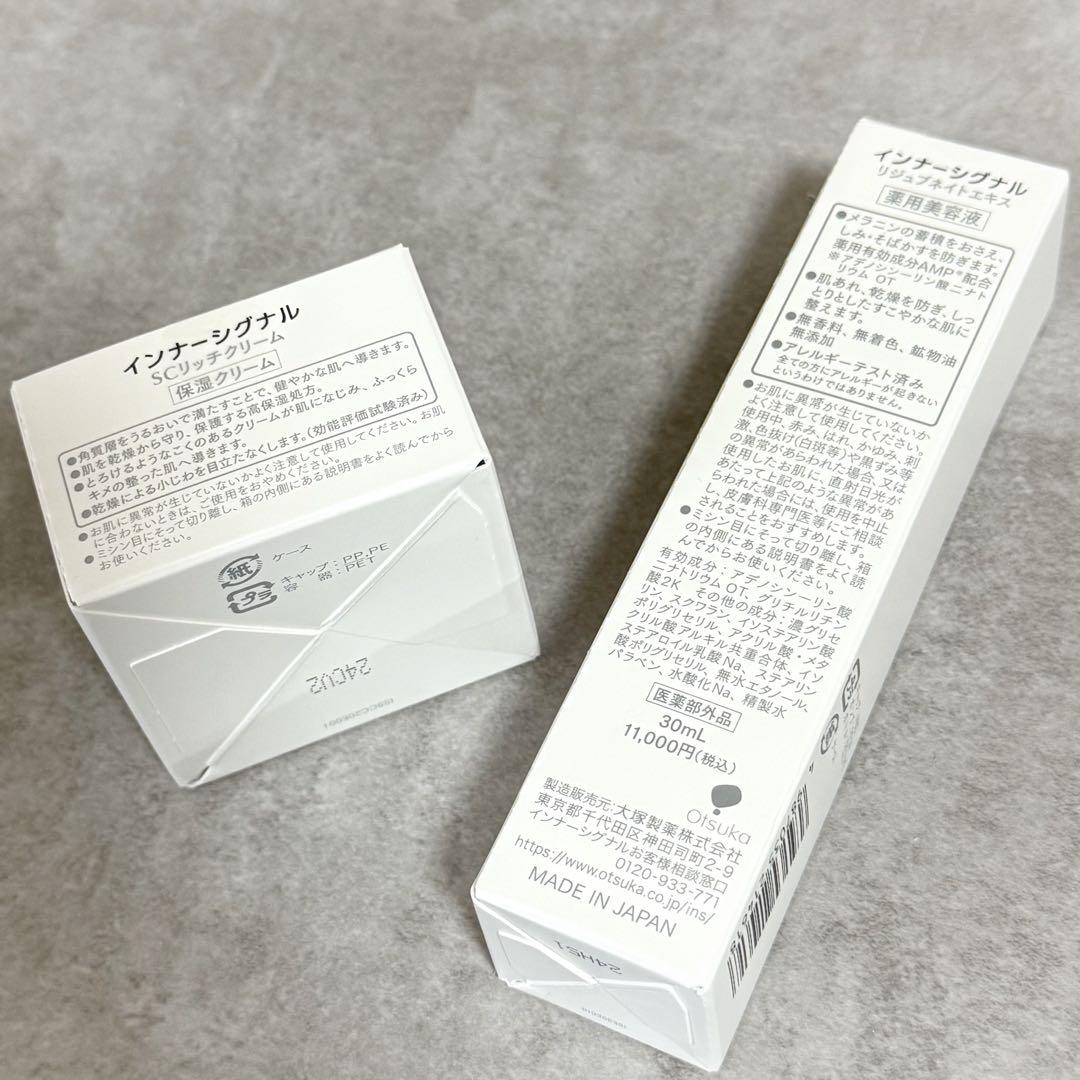 インナーシグナル
SCリッチクリーム
保湿クリーム
●角質層をうるおいで満たすことで、健やかな肌へ導きます。
●肌を乾燥から守り、保護する高保湿処方。
●とろけるようなこくのあるクリームが肌になじみ、ふっくら
キメの整った肌へ導きます。
●乾燥による小じわを目立たなくします。(効能評価試験済み)
●お肌に異常が生じていないかよく注意して使用してください。お肌
に合わないときは、ご使用をおやめください。
●ミシン目にそって切り離し、箱の内側にある説明書をよく読んでから
お使いください。
紙
ケース
プラ
キャップ:PP,PE
容器:PET
24CU2
インナーシグナル
リジュブネイトエキス
薬用美容液
●メラニンの蓄積をおさえ、
しみ・そばかすを防ぎます。
薬用有効成分AMP※配合
※アデノシン一リン酸二ナト
リウム OT
●肌あれ、乾燥を防ぎ、しっ
とりとしたすこやかな肌に
整えます。
●無香料、無着色、鉱物油
無添加
●アレルギーテスト済み
全ての方にアレルギーが起きない
というわけではありません。
●お肌に異常が生じていないか
よく注意して使用してください。
使用中、赤み、はれ、かゆみ、刺
激、色抜け(白斑等)や黒ずみ等
の異常があらわれた場合、又は
使用したお肌に、直射日光が
あたって上記のような異常があ
らわれた場合には、使用を中止
し、皮膚科専門医等にご相談
されることをおすすめします。
●ミシン目にそって切り離し、箱
の内側にある説明書をよく読
んでからお使いください。
有効成分:アデノシン一リン酸
二ナトリウム OT、グリチルリチン
酸2K その他の成分:濃グリセ
リン、スクワラン、イソステアリン酸
ポリグリセリル、アクリル酸・メタ
クリル酸アルキル共重合体、イソ
ステアロイル乳酸Na、ステアリン
酸ポリグリセリル、無水エタノール、
パラベン、水酸化Na、精製水
医薬部外品
30mL
11,000円(税込)
Otsuka
製造販売元:大塚製薬株式会社
東京都千代田区神田司町2-9
インナーシグナルお客様相談窓口
0120-933-771
https://www.otsuka.co.jp/ins/
MADE IN JAPAN
24HS1